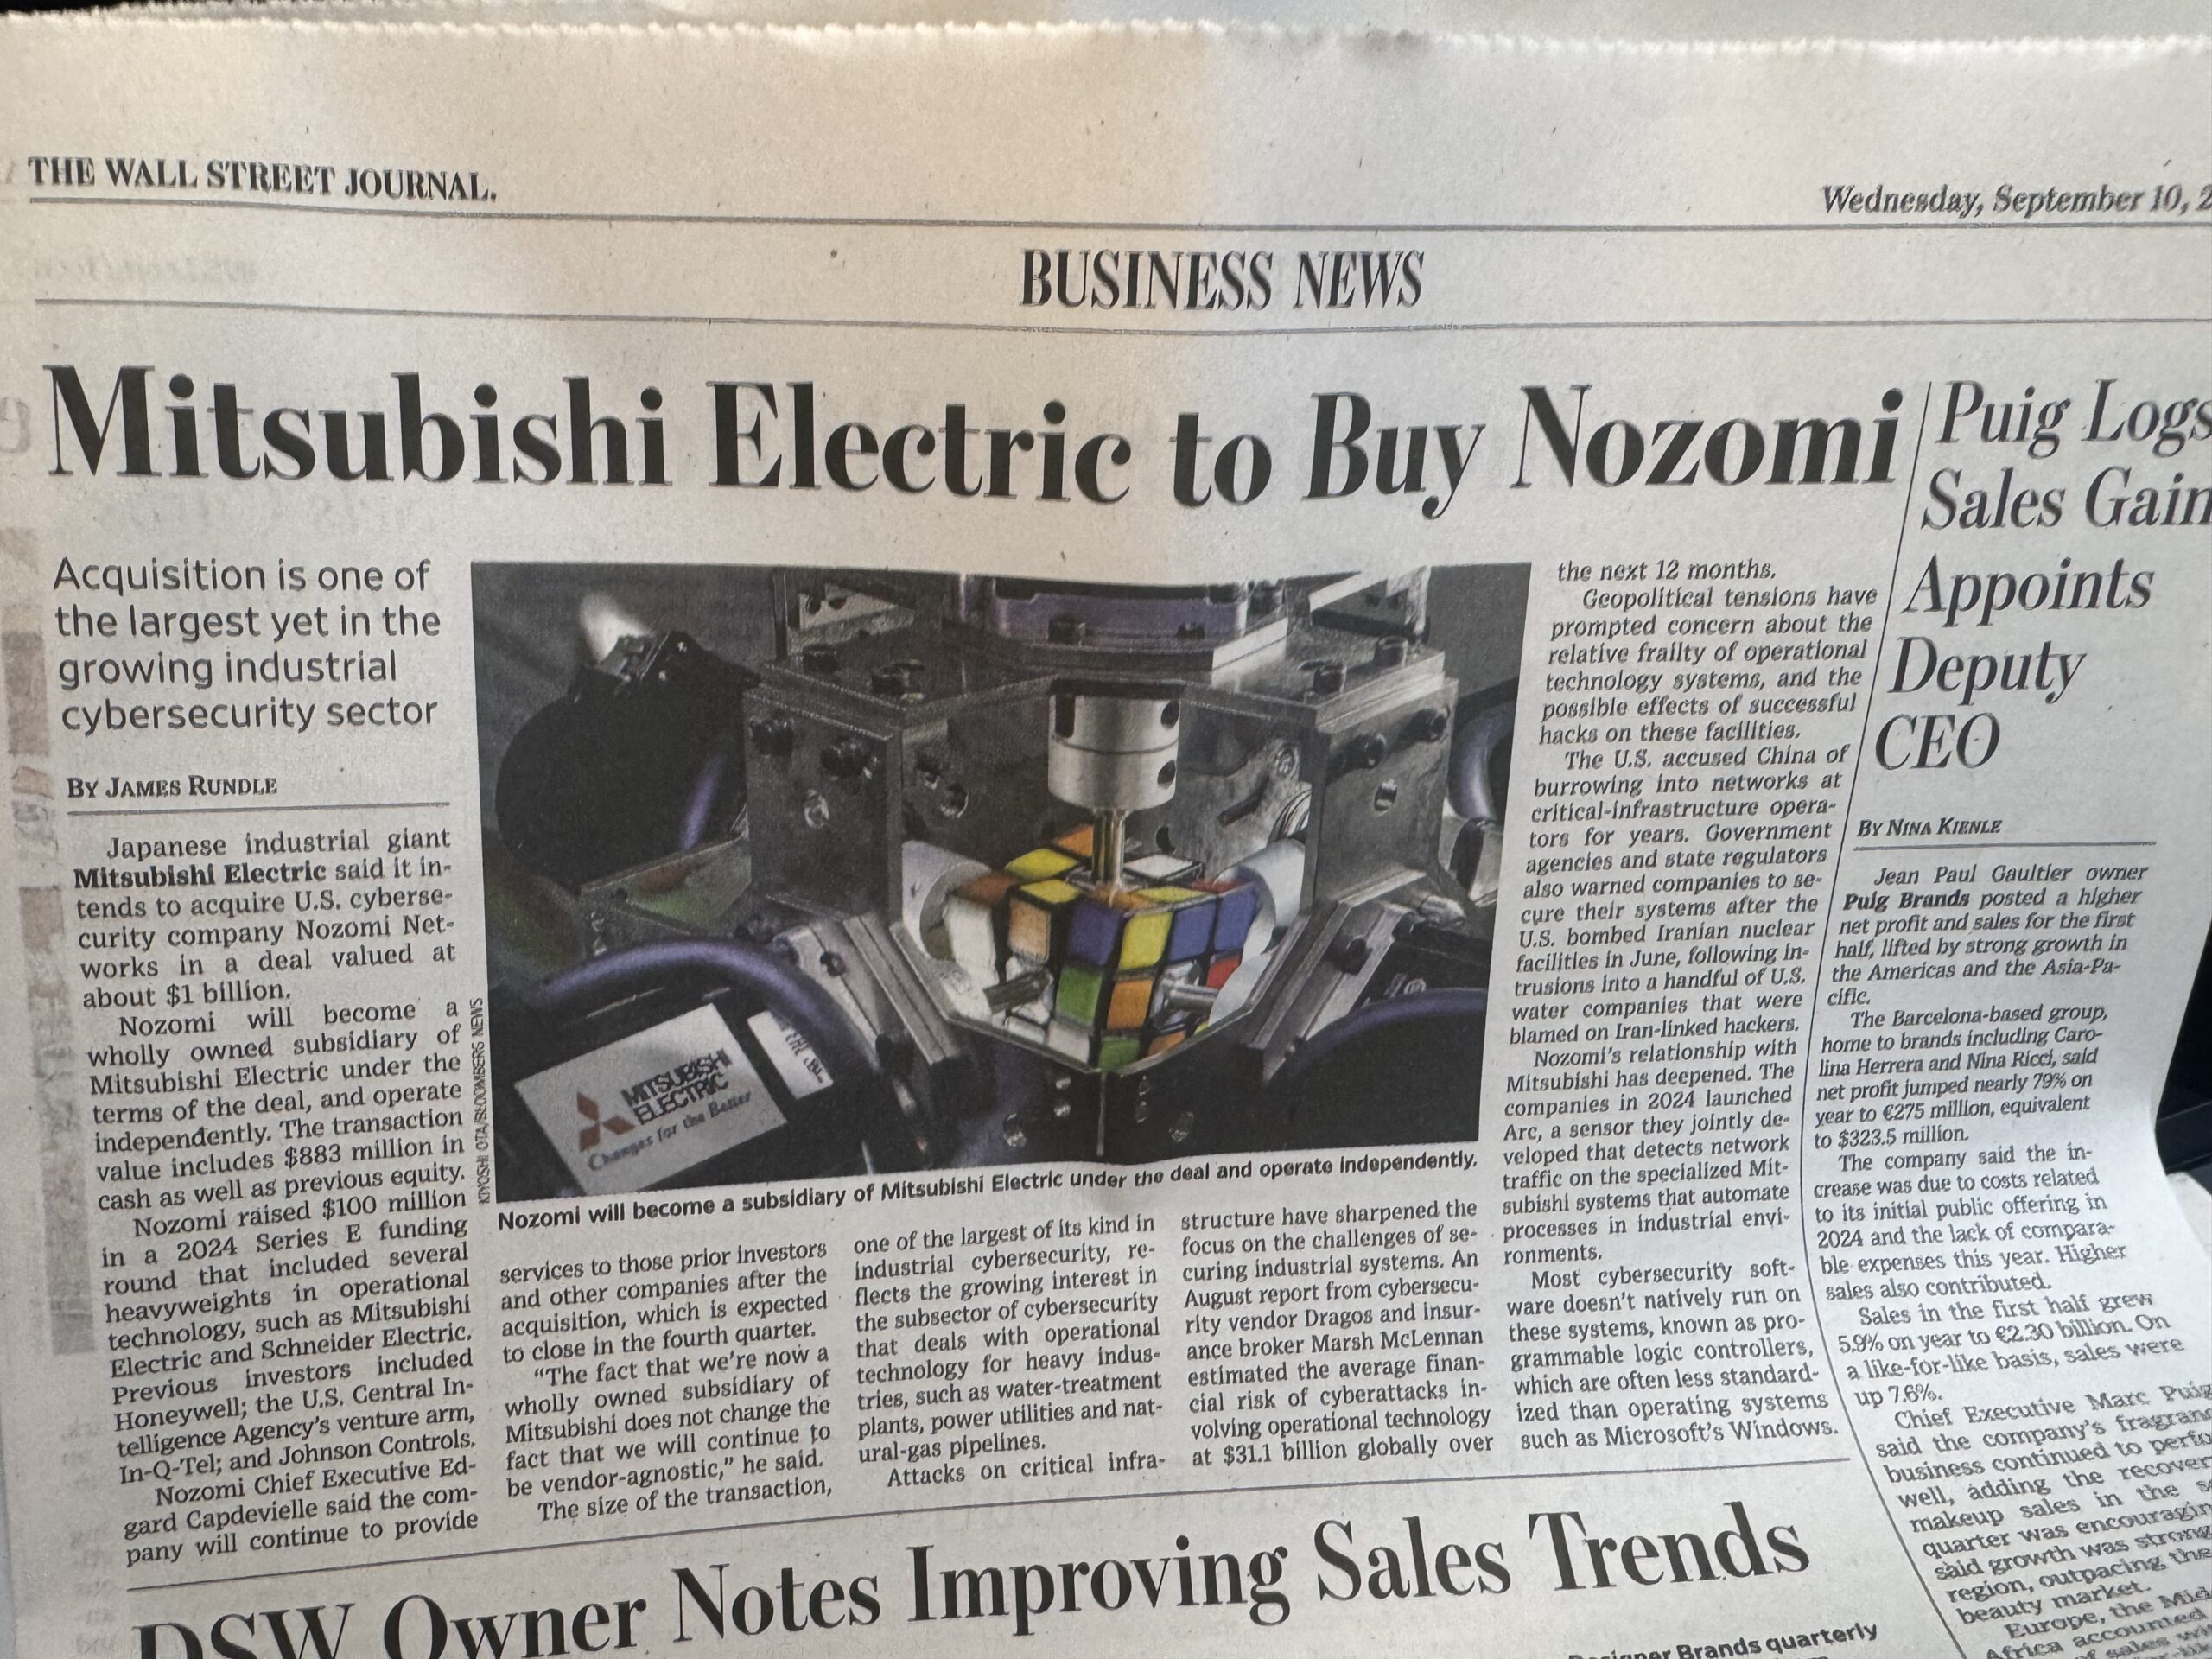 THE WALL STREET JOURNAL.
Wednesday, September 10, 2
BUSINESS NEWS
Mitsubishi Electric to Buy Nozomi
Acquisition is one of
the largest yet in the
growing industrial
cybersecurity sector
BY JAMES RUNDLE
Japanese industrial giant
Mitsubishi Electric said it in-
tends to acquire U.S. cyberse-
curity company Nozomi Net-
works in a deal valued at
about $1 billion.
Nozomi will become a
wholly owned subsidiary of
Mitsubishi Electric under the
terms of the deal, and operate
independently. The transaction
value includes $883 million in
cash as well as previous equity.
Nozomi raised $100 million
in a 2024 Series E funding
round that included several
heavyweights in operational
technology, such as Mitsubishi
Electric and Schneider Electric.
Previous investors included
Honeywell; the U.S. Central In-
telligence Agency's venture arm,
In-Q-Tel; and Johnson Controls.
Nozomi Chief Executive Ed-
gard Capdevielle said the com-
pany will continue to provide
MITSUBISHI
ELECTRIC
Changes for the Better
KIYOSHI OTA/BLOOMBERG NEWS
Nozomi will become a subsidiary of Mitsubishi Electric under the deal and operate independently.
services to those prior investors
and other companies after the
acquisition, which is expected
to close in the fourth quarter.
“The fact that we're now a
wholly owned subsidiary of
Mitsubishi does not change the
fact that we will continue to
be vendor-agnostic,” he said.
The size of the transaction,
one of the largest of its kind in
industrial cybersecurity, re-
flects the growing interest in
the subsector of cybersecurity
that deals with operational
technology for heavy indus-
tries, such as water-treatment
plants, power utilities and nat-
ural-gas pipelines.
Attacks on critical infra-
structure have sharpened the
focus on the challenges of se-
curing industrial systems. An
August report from cybersecu-
rity vendor Dragos and insur-
ance broker Marsh McLennan
estimated the average finan-
cial risk of cyberattacks in-
volving operational technology
at $31.1 billion globally over
the next 12 months.
Geopolitical tensions have
prompted concern about the
relative frailty of operational
technology systems, and the
possible effects of successful
hacks on these facilities.
The U.S. accused China of
burrowing into networks at
critical-infrastructure opera-
tors for years. Government
agencies and state regulators
also warned companies to se-
cure their systems after the
U.S. bombed Iranian nuclear
facilities in June, following in-
trusions into a handful of U.S.
water companies that were
blamed on Iran-linked hackers.
Nozomi's relationship with
Mitsubishi has deepened. The
companies in 2024 launched
Arc, a sensor they jointly de-
veloped that detects network
traffic on the specialized Mit-
subishi systems that automate
processes in industrial envi-
ronments.
Most cybersecurity soft-
ware doesn't natively run on
these systems, known as pro-
grammable logic controllers,
which are often less standard-
ized than operating systems
such as Microsoft's Windows.
Puig Logs
Sales Gain
Appoints
Deputy
CEO
BY NINA KIENLE
Jean Paul Gaultier owner
Puig Brands posted a higher
net profit and sales for the first
half, lifted by strong growth in
the Americas and the Asia-Pa-
cific.
The Barcelona-based group,
home to brands including Caro-
lina Herrera and Nina Ricci, said
net profit jumped nearly 79% on
year to €275 million, equivalent
to $323.5 million.
The company said the in-
crease was due to costs related
to its initial public offering in
2024 and the lack of compara-
ble expenses this year. Higher
sales also contributed.
Sales in the first half grew
5.9% on year to €2.30 billion. On
a like-for-like basis, sales were
up 7.6%.
Chief Executive Marc Puig
said the company's fragranc
business continued to perfo
well, adding the recover
makeup sales in the s
quarter was encouragin
said growth was strong
region, outpacing the
beauty market.
Europe, the Mid
Africa accounted
of sales wi
DSW Owner Notes Improving Sales Trends
Designer Brands quarterly